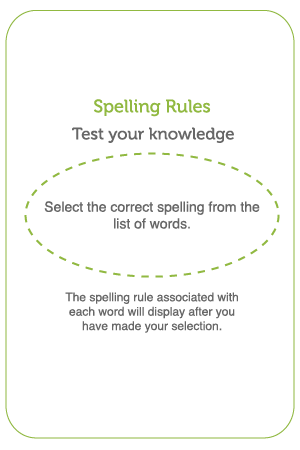 Spelling Rules
Test your knowledge
Select the correct spelling from the
list of words.
The spelling rule associated with
each word will display after you
have made your selection.